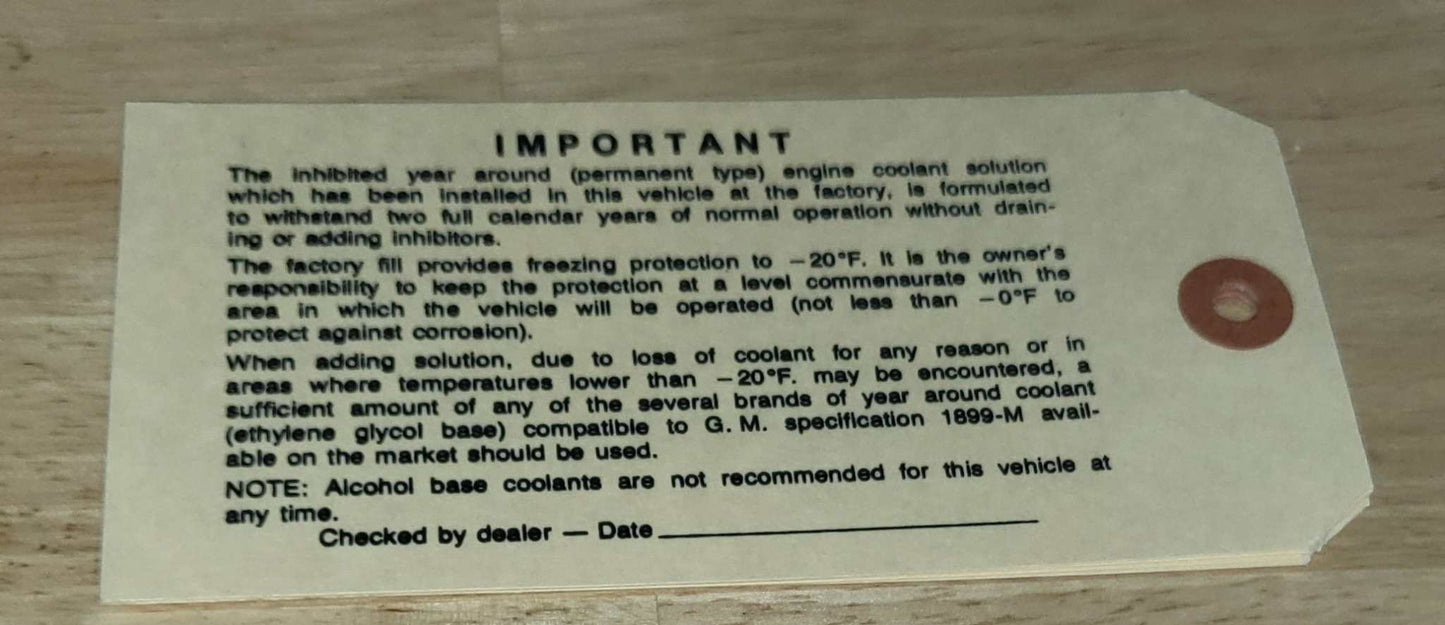 IMPORTANT
The inhibited year around (permanent type) engine coolant solution
which has been installed in this vehicle at the factory, is formulated
to withstand two full calendar years of normal operation without drain-
ing or adding inhibitors.
The factory fill provides freezing protection to −20°F. It is the owner's
responsibility to keep the protection at a level commensurate with the
area in which the vehicle will be operated (not less than −0°F to
protect against corrosion).
When adding solution, due to loss of coolant for any reason or in
areas where temperatures lower than −20°F. may be encountered, a
sufficient amount of any of the several brands of year around coolant
(ethylene glycol base) compatible to G. M. specification 1899-M avail-
able on the market should be used.
NOTE: Alcohol base coolants are not recommended for this vehicle at
any time.
Checked by dealer — Date